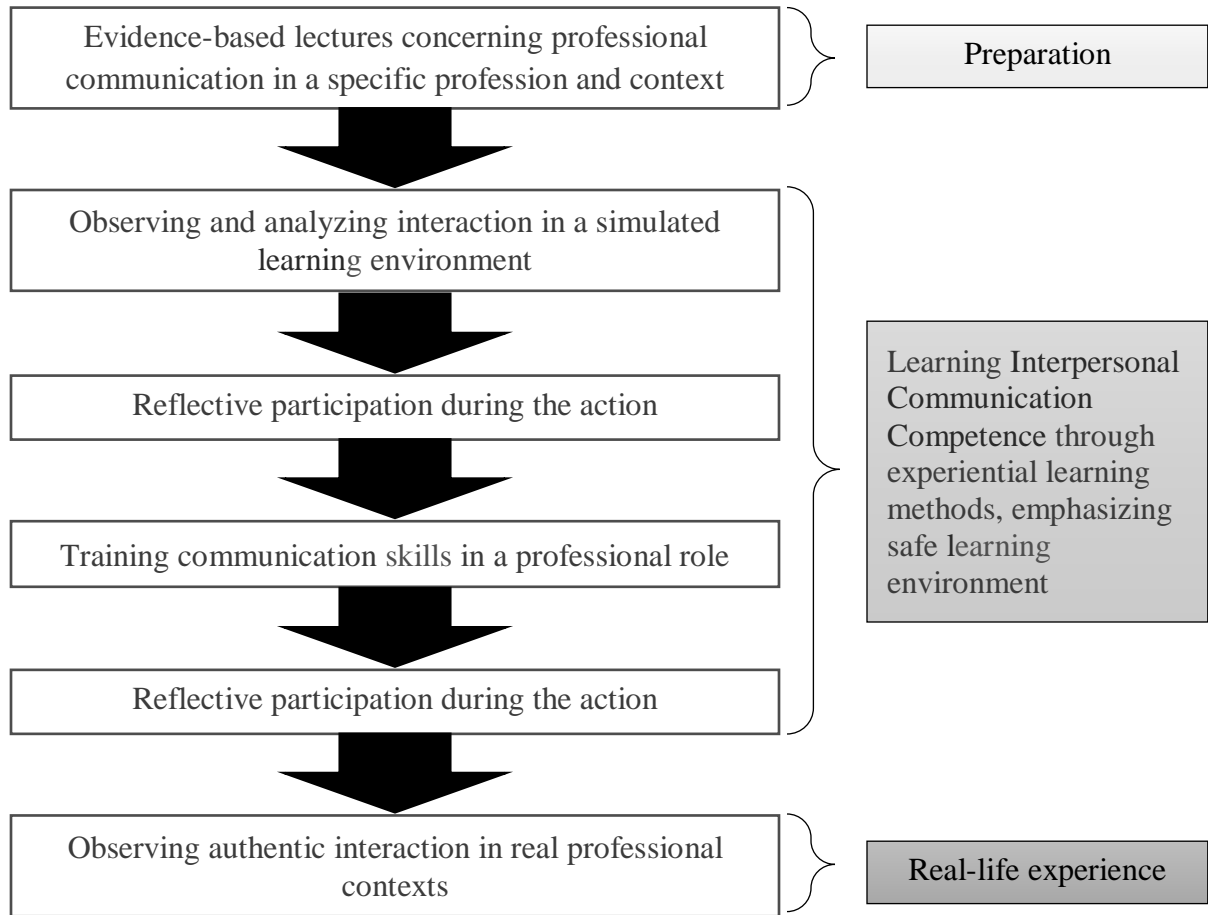 Evidence-based lectures concerning professional
communication in a specific profession and context
Preparation
Observing and analyzing interaction in a simulated
learning environment
Reflective participation during the action
Training communication skills in a professional role
Reflective participation during the action
Learning Interpersonal
Communication
Competence through
experiential learning
methods, emphasizing
safe learning
environment
Observing authentic interaction in real professional
contexts
Real-life experience